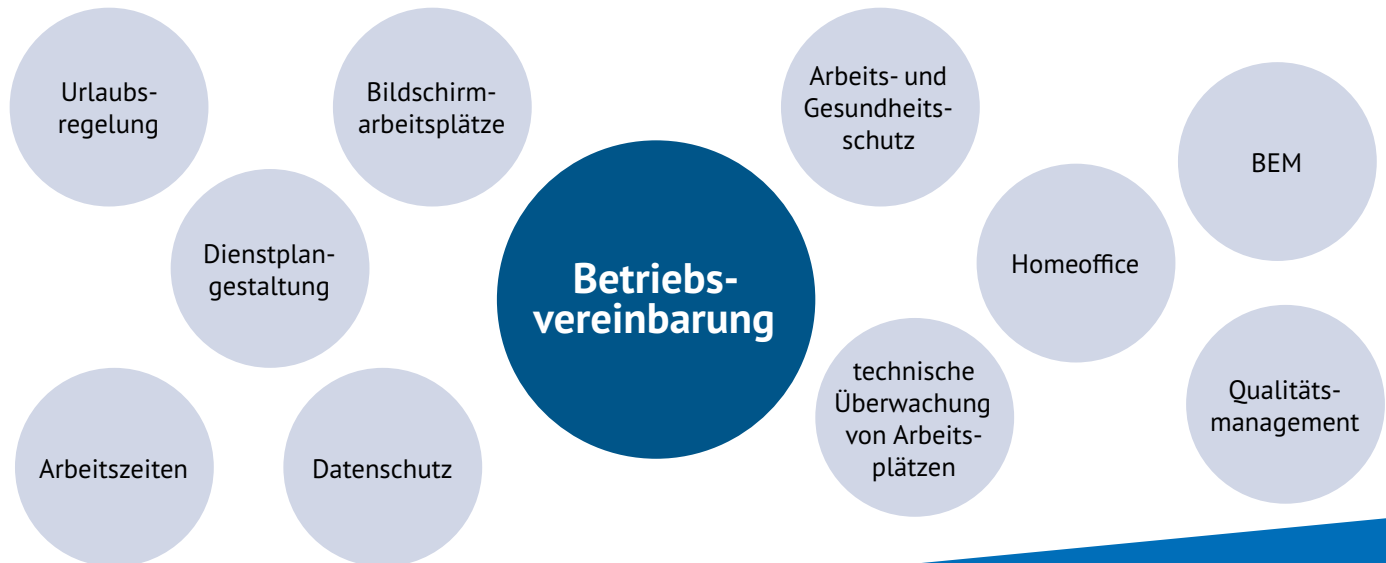 Urlaubs-
regelung
Bildschirm-
arbeitsplätze
Dienstplan-
gestaltung
Arbeitszeiten
Datenschutz
Betriebs-
vereinbarung
Arbeits- und
Gesundheits-
schutz
BEM
Homeoffice
technische
Überwachung
von Arbeits-
plätzen
Qualitäts-
management